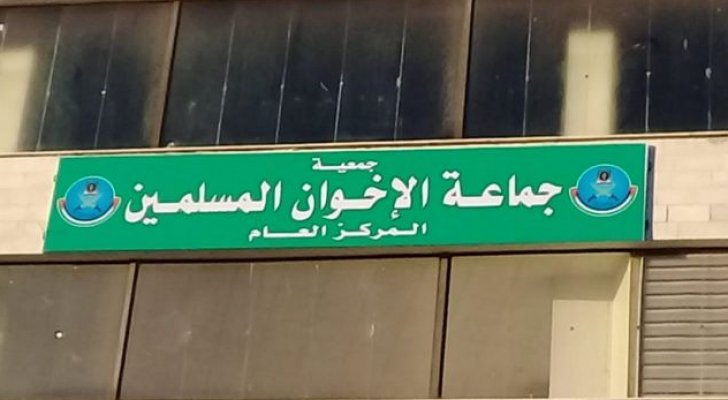 جمعية
جماعة الإخوان المسلمين
المركز العام